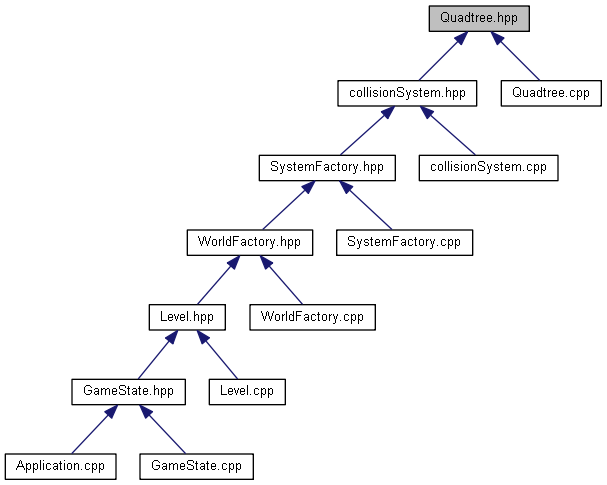 Quadtree.hpp
collisionSystem.hpp
Quadtree.cpp
SystemFactory.hpp
collisionSystem.cpp
WorldFactory.hpp
SystemFactory.cpp
Level.hpp
WorldFactory.cpp
GameState.hpp
Level.cpp
Application.cpp
GameState.cpp